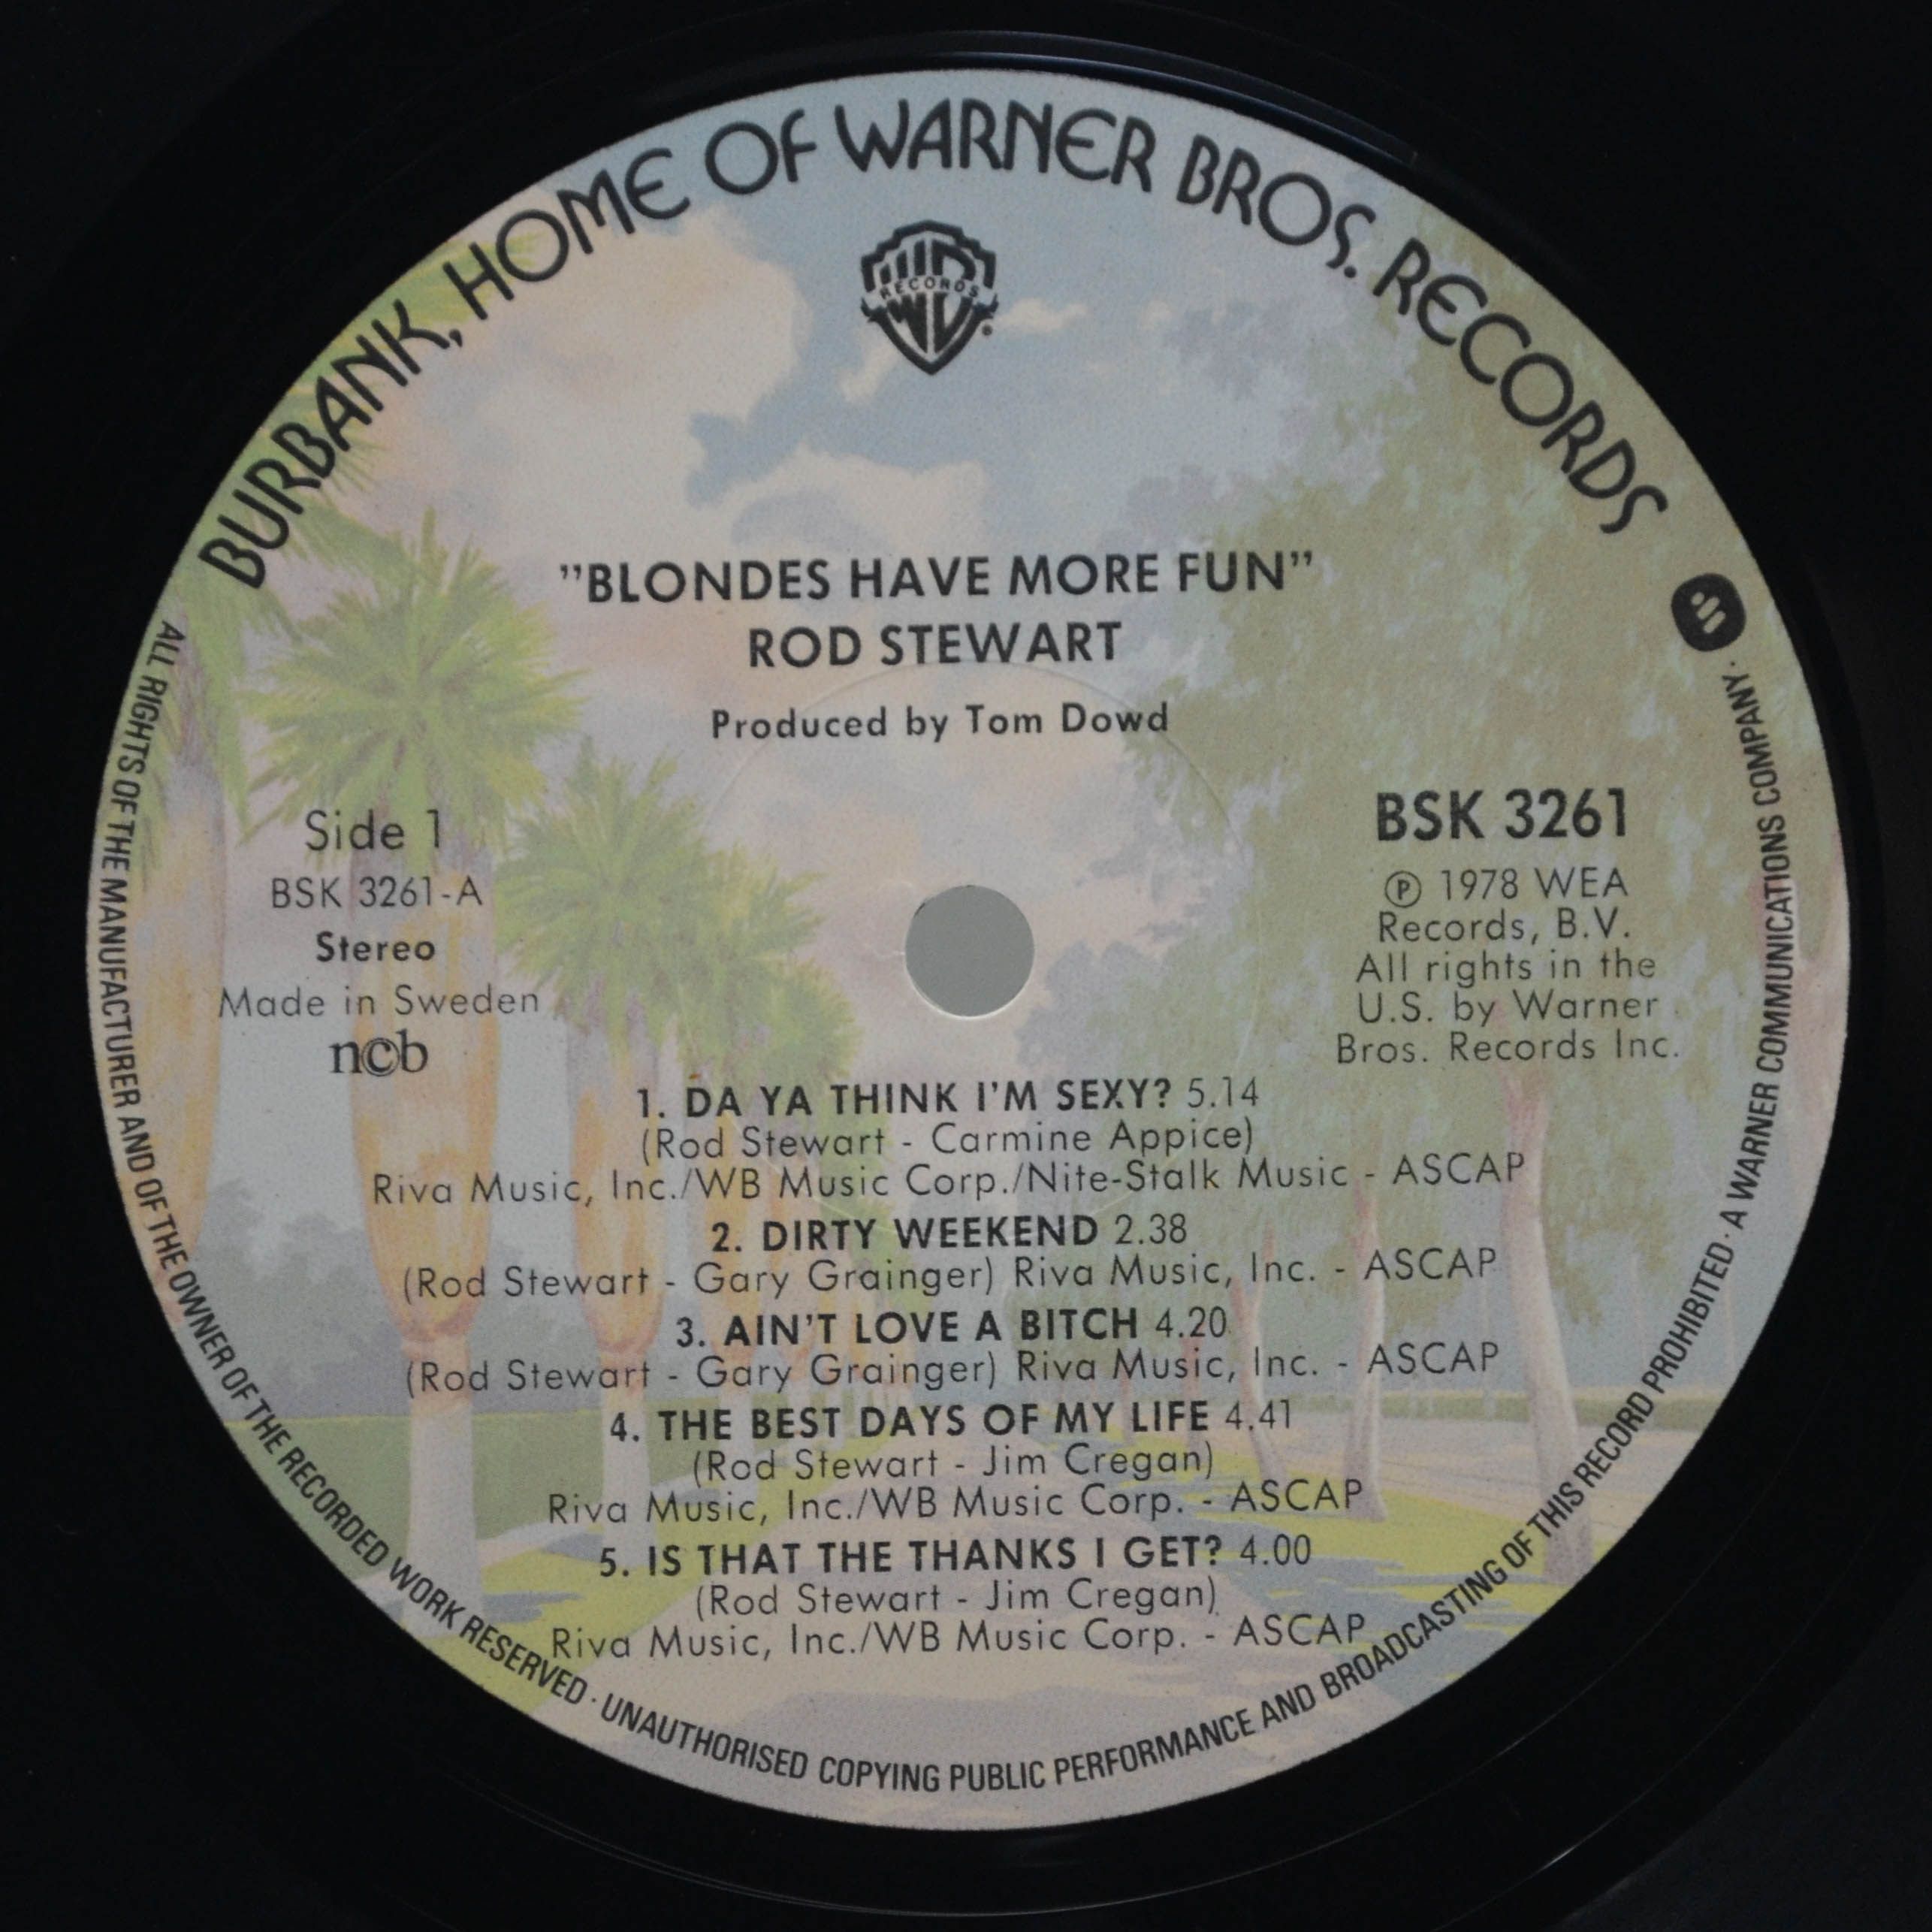 BURBANK, HOME OF WARNER BROS. RECORDS
RECORDS
"BLONDES HAVE MORE FUN"
ROD STEWART
Produced by Tom Dowd
Side 1
BSK 3261-A
Stereo
Made in Sweden
n©b
BSK 3261
℗ 1978 WEA
Records, B.V.
All rights in the
U.S. by Warner
Bros. Records Inc.
1. DA YA THINK I'M SEXY? 5.14
(Rod Stewart - Carmine Appice)
Riva Music, Inc./WB Music Corp./Nite-Stalk Music - ASCAP
2. DIRTY WEEKEND 2.38
(Rod Stewart - Gary Grainger) Riva Music, Inc. - ASCAP
3. AIN'T LOVE A BITCH 4.20
(Rod Stewart - Gary Grainger) Riva Music, Inc. - ASCAP
4. THE BEST DAYS OF MY LIFE 4.41
(Rod Stewart - Jim Cregan)
Riva Music, Inc./WB Music Corp. - ASCAP
5. IS THAT THE THANKS I GET? 4.00
(Rod Stewart - Jim Cregan)
Riva Music, Inc./WB Music Corp. - ASCAP
ALL RIGHTS OF THE MANUFACTURER AND OF THE OWNER OF THE RECORDED WORK RESERVED · UNAUTHORISED COPYING PUBLIC PERFORMANCE AND BROADCASTING OF THIS RECORD PROHIBITED · A WARNER COMMUNICATIONS COMPANY ·